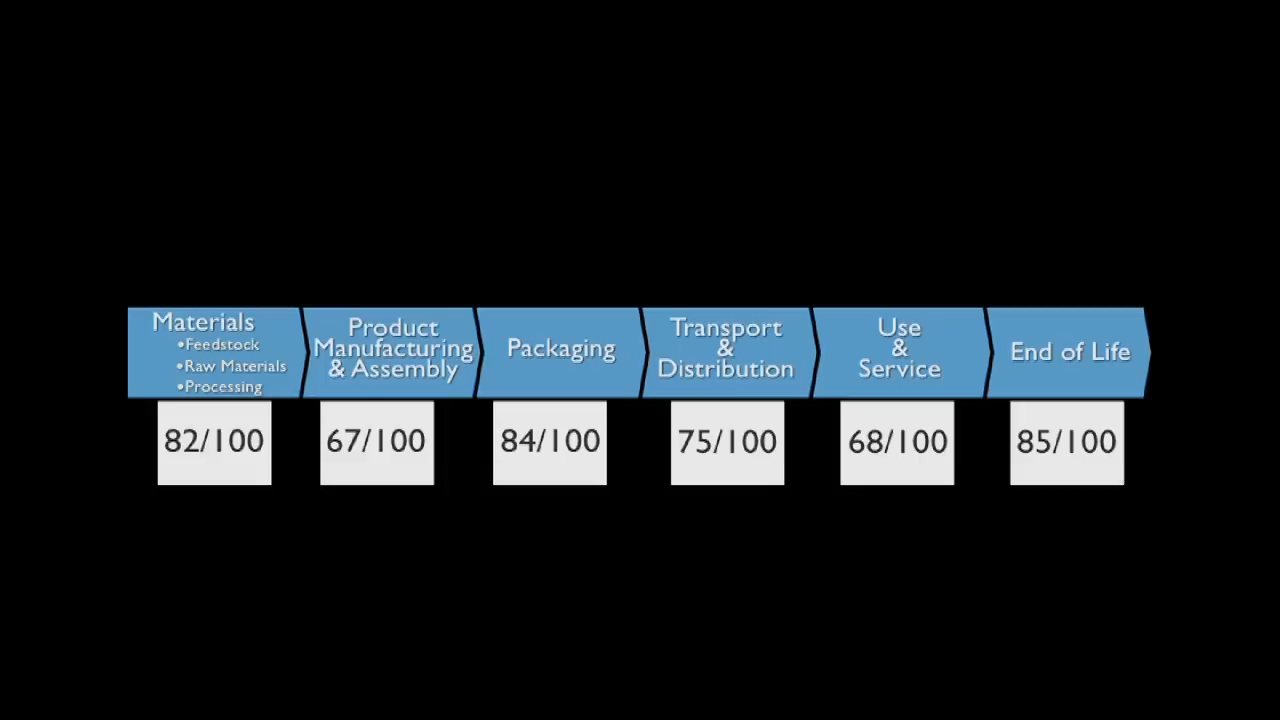 Materials
•Feedstock
•Raw Materials
•Processing
Product
Manufacturing
& Assembly
Packaging
Transport
&
Distribution
Use
&
Service
End of Life
82/100
67/100
84/100
75/100
68/100
85/100